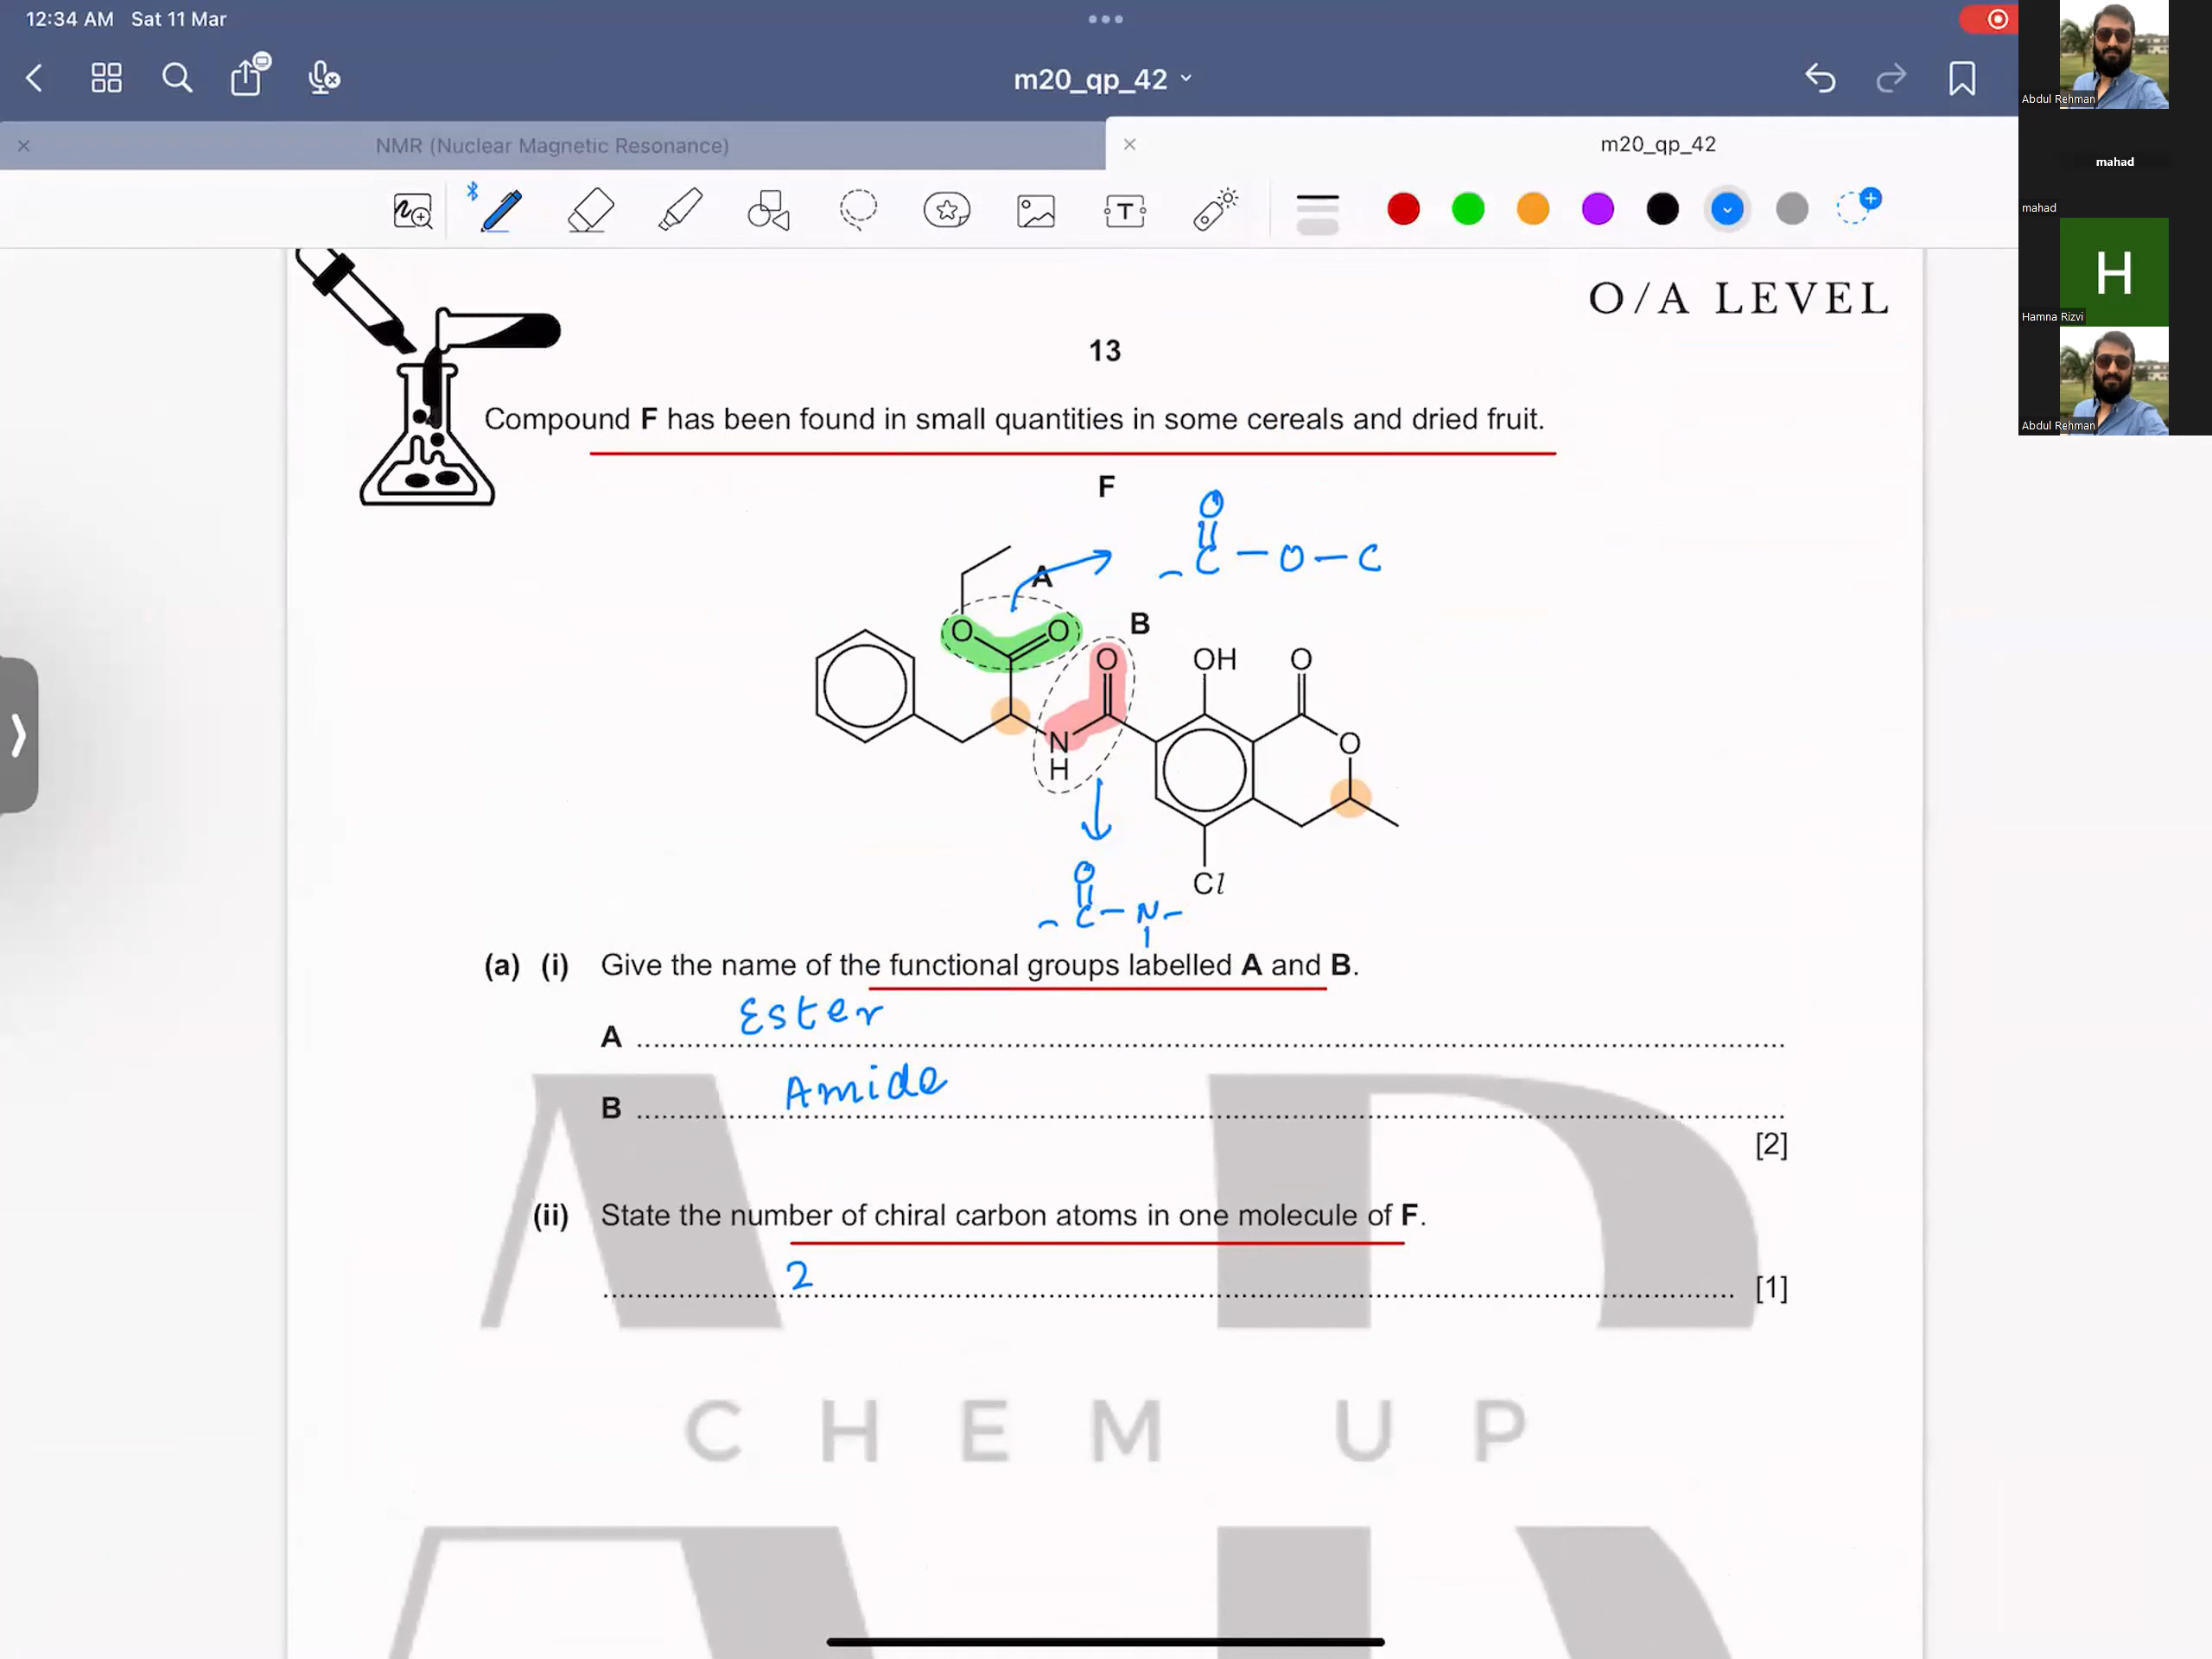 12:34 AM Sat 11 Mar
m20_qp_42
NMR (Nuclear Magnetic Resonance)
m20_qp_42
T
Abdul Rehman
mahad
mahad
H
Hamna Rizvi
Abdul Rehman
O/A LEVEL
13
Compound F has been found in small quantities in some cereals and dried fruit.
F
O
- C - O - C
A
B
O O O OH O
O
N
H
Cl
O
- C - N -
(a) (i) Give the name of the functional groups labelled A and B.
A Ester
B Amide
[2]
(ii) State the number of chiral carbon atoms in one molecule of F.
2 [1]
CHEM UP